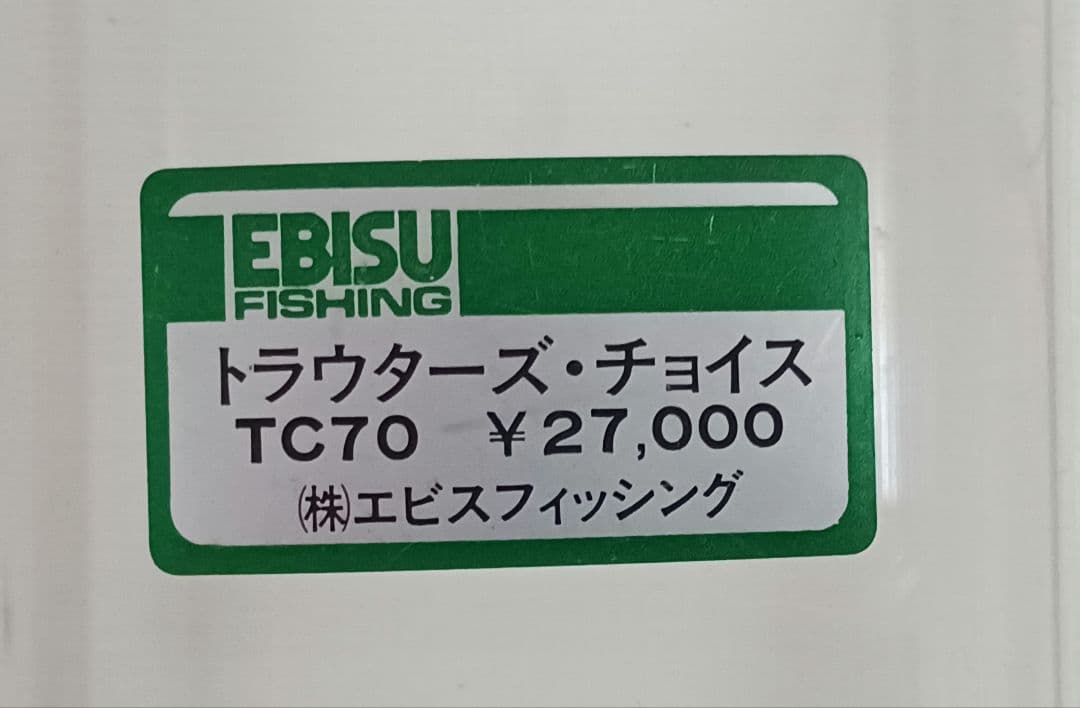 EBISU
FISHING
トラウターズ・チョイス
TC70 ￥27,000
㈱エビスフィッシング